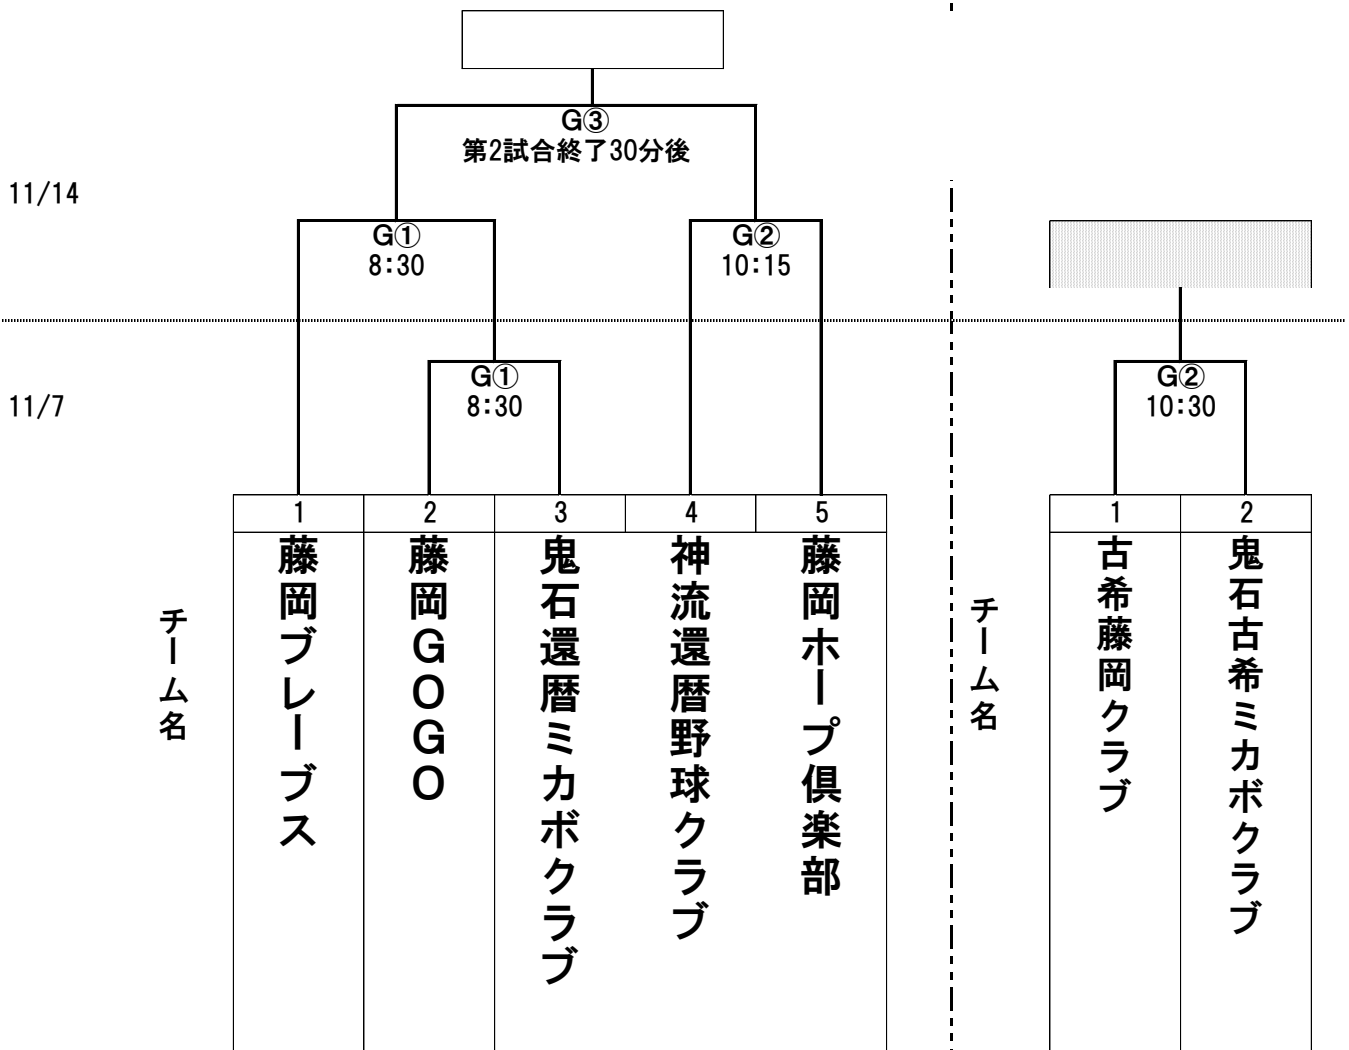 G③
第2試合終了30分後
11/14
G①
8:30
G②
10:15
G①
8:30
G②
10:30
11/7
1
2
3
4
5
1
2
チーム名
藤岡ブレーブス
藤岡GOGO
鬼石還暦ミカボクラブ
神流還暦野球クラブ
藤岡ホープ倶楽部
チーム名
古希藤岡クラブ
鬼石古希ミカボクラブ